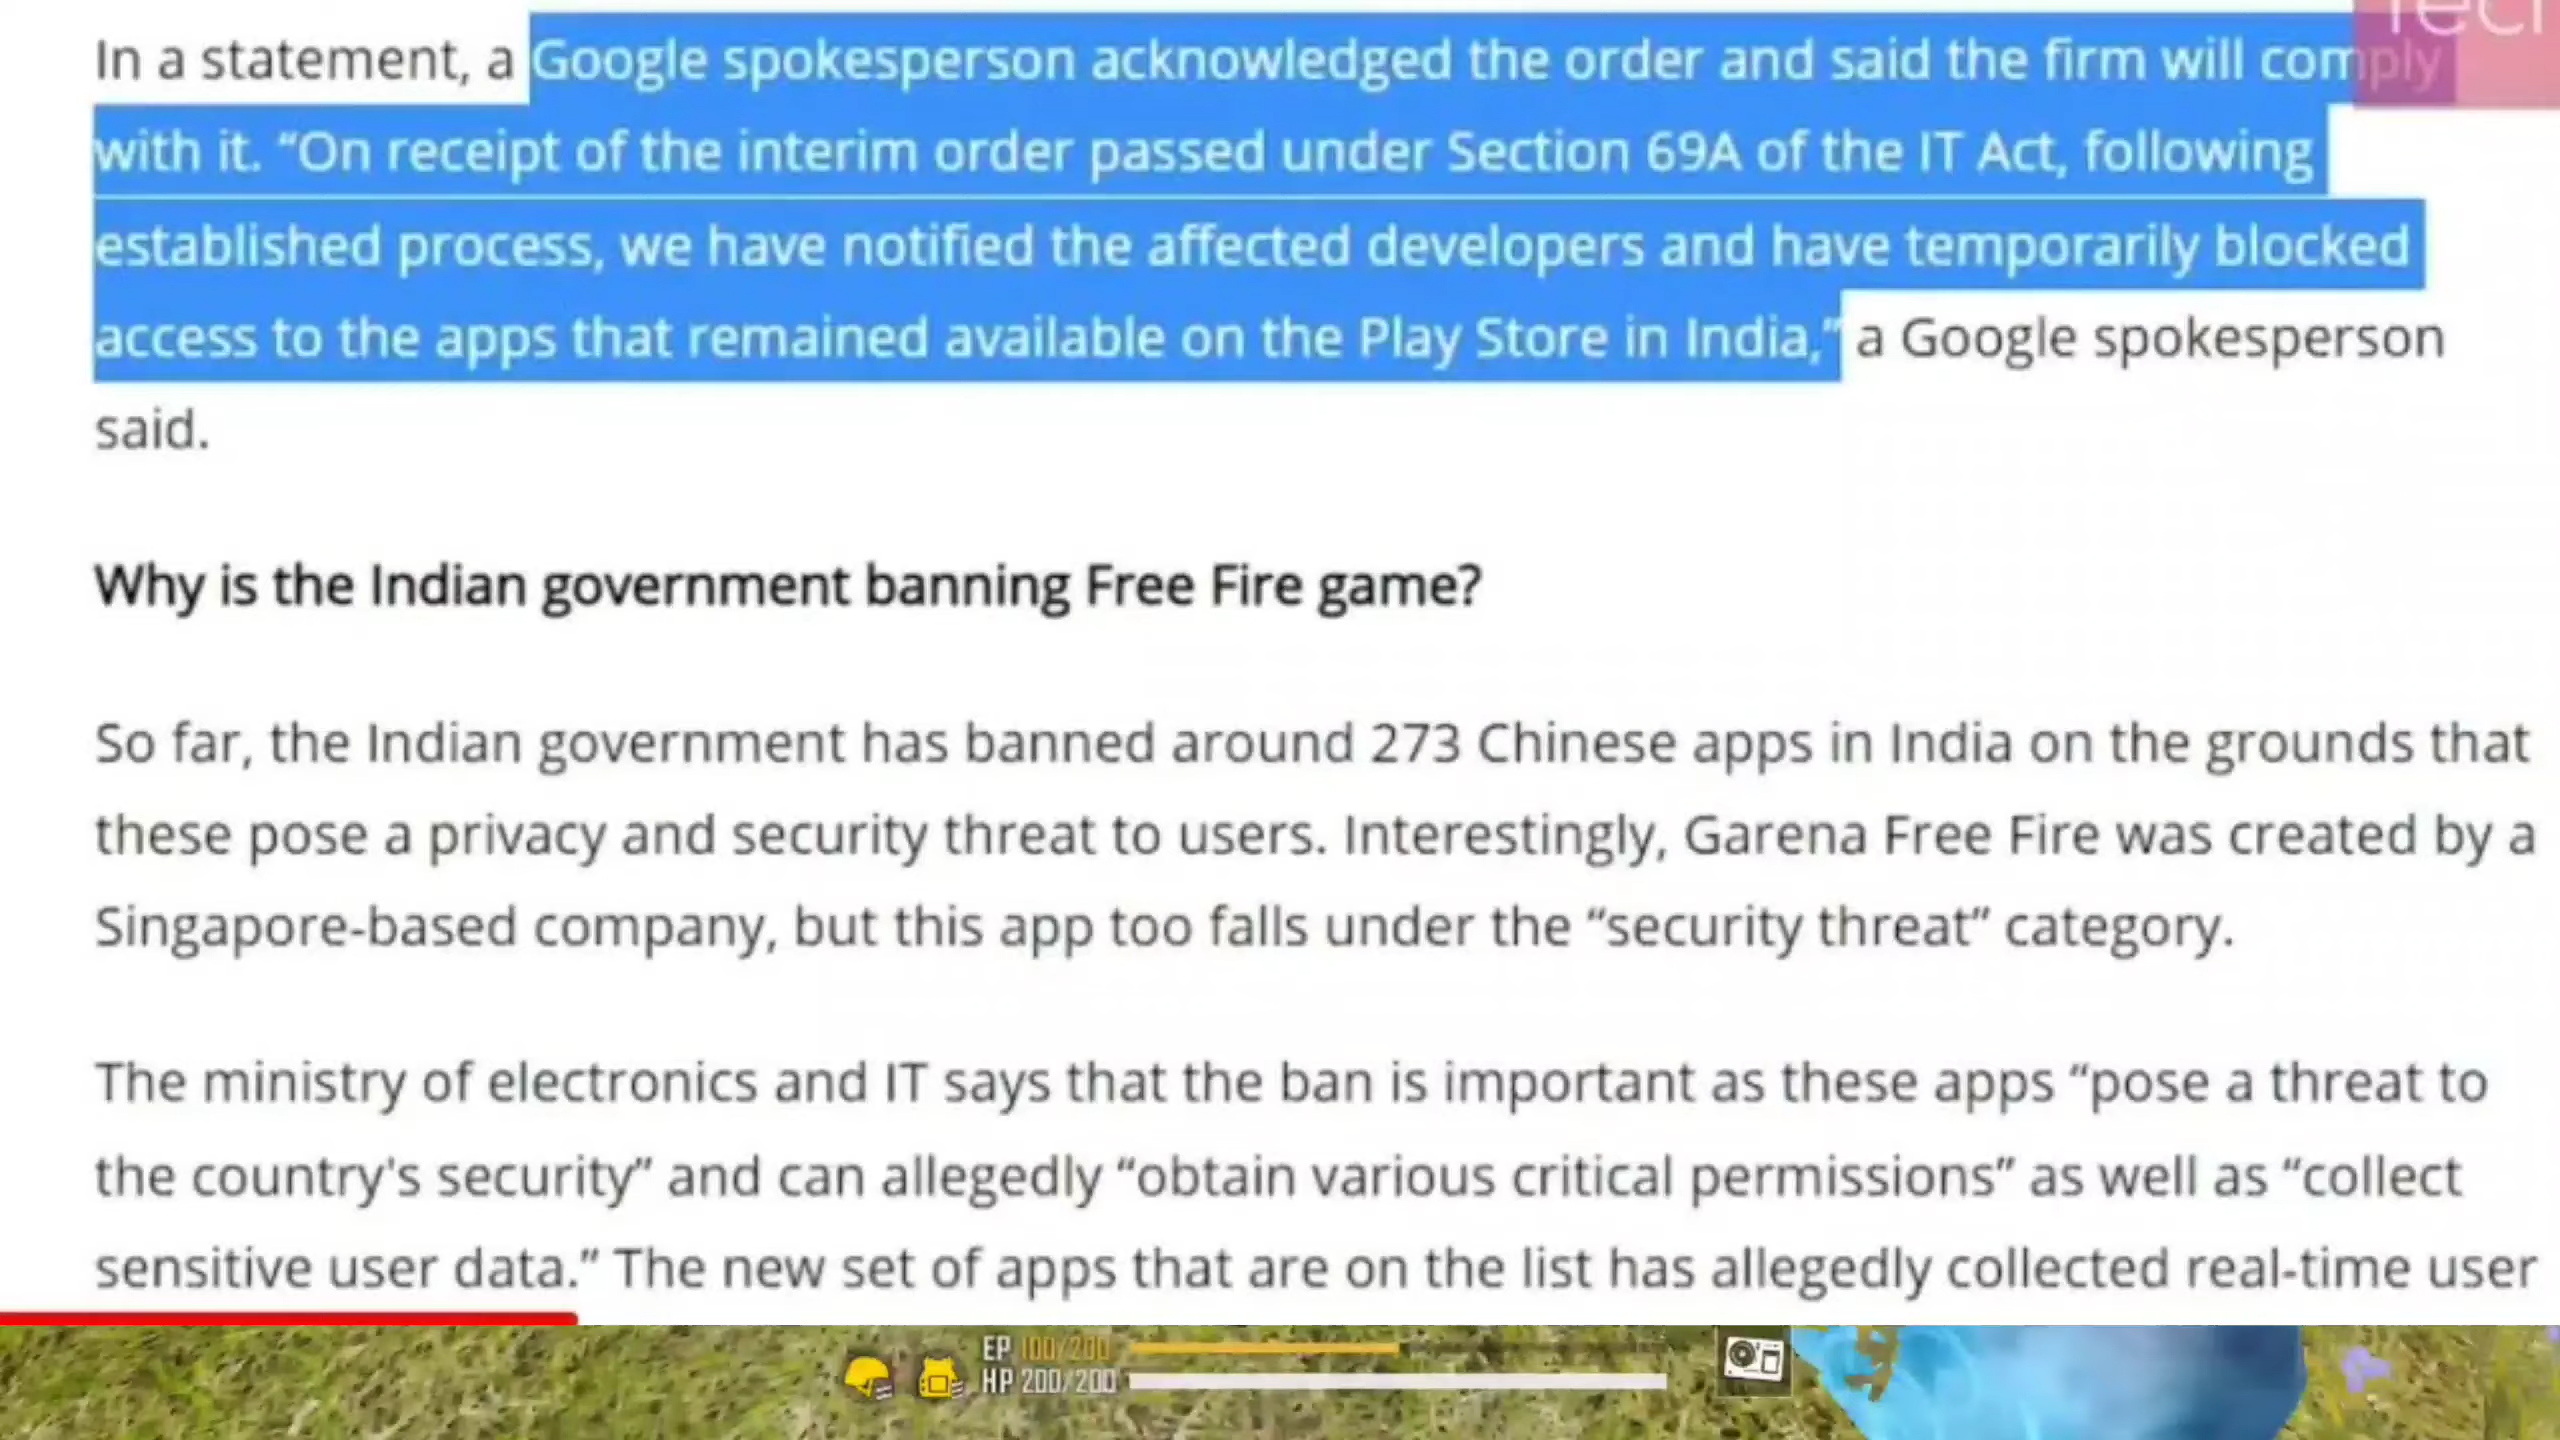 Tech
In a statement, a Google spokesperson acknowledged the order and said the firm will comply
with it. “On receipt of the interim order passed under Section 69A of the IT Act, following
established process, we have notified the affected developers and have temporarily blocked
access to the apps that remained available on the Play Store in India,” a Google spokesperson
said.
Why is the Indian government banning Free Fire game?
So far, the Indian government has banned around 273 Chinese apps in India on the grounds that
these pose a privacy and security threat to users. Interestingly, Garena Free Fire was created by a
Singapore-based company, but this app too falls under the “security threat” category.
The ministry of electronics and IT says that the ban is important as these apps “pose a threat to
the country's security” and can allegedly “obtain various critical permissions” as well as “collect
sensitive user data.” The new set of apps that are on the list has allegedly collected real-time user
EP 100/200
HP 200/200